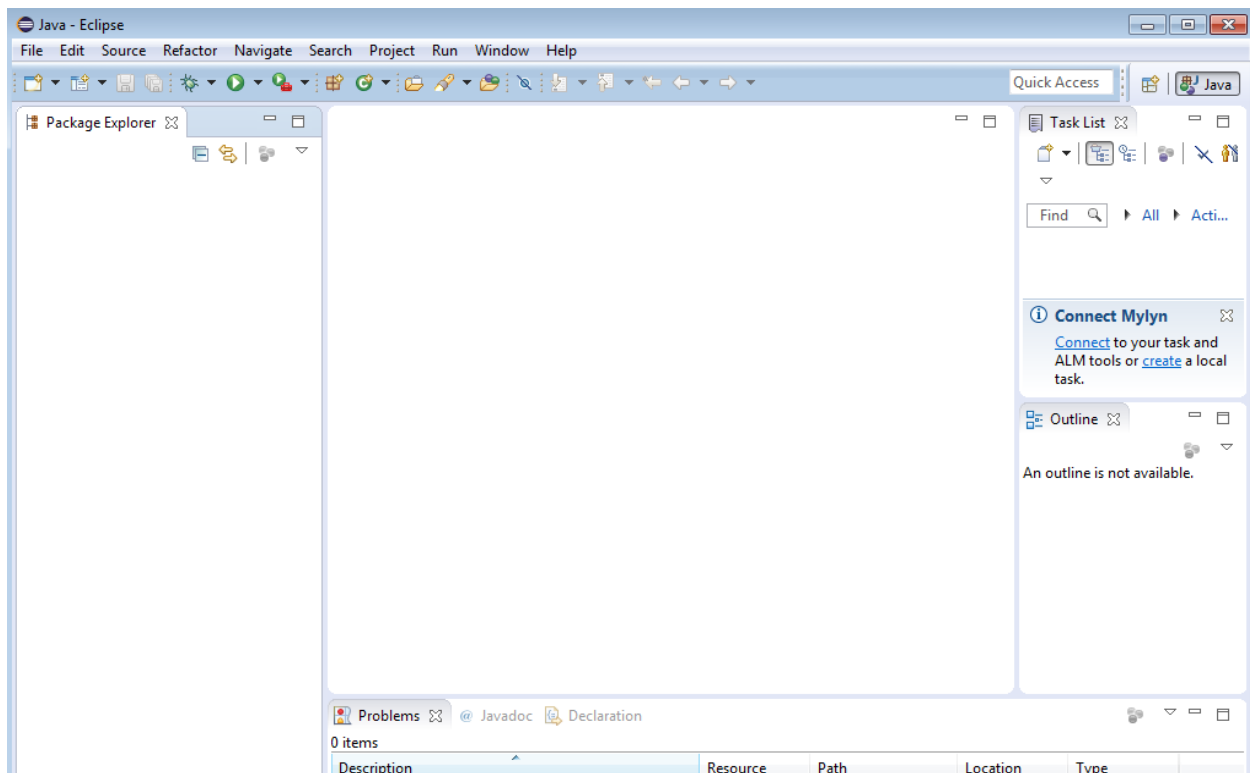 Java - Eclipse
File Edit Source Refactor Navigate Search Project Run Window Help
Quick Access
Java
Package Explorer
Task List
Find
All
Acti...
Connect Mylyn
Connect to your task and
ALM tools or create a local
task.
Outline
An outline is not available.
Problems @ Javadoc Declaration
0 items
Description Resource Path Location Type